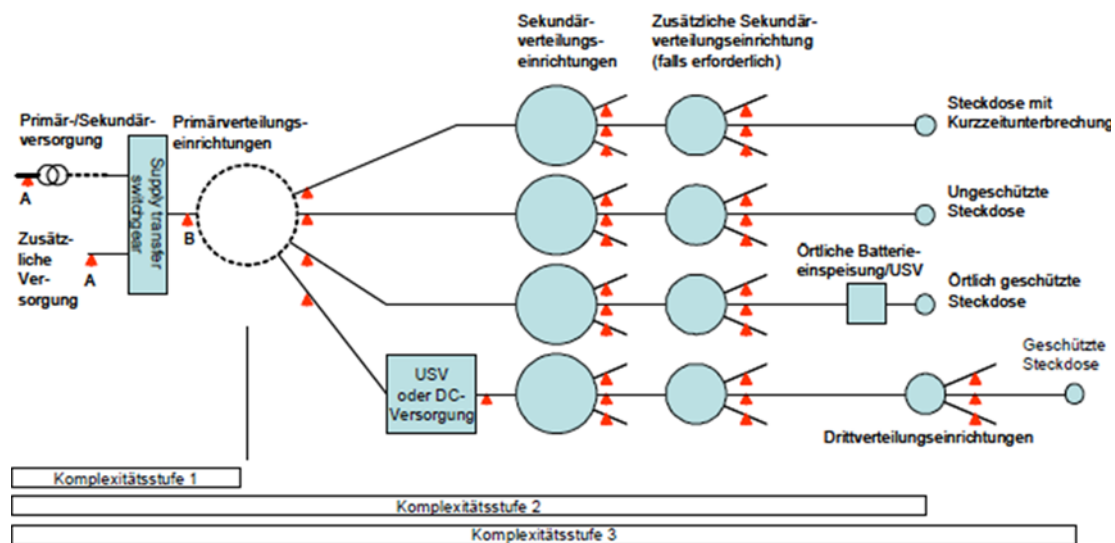 Sekundär-
verteilungs-
einrichtungen
Zusätzliche Sekundär-
verteilungseinrichtung
(falls erforderlich)
Primär-/Sekundär-
versorgung
Primärverteilungs-
einrichtungen
Steckdose mit
Kurzzeitunterbrechung
Supply transfer
switchgear
A
B
Zusätz-
liche
Ver-
sorgung
A
Ungeschützte
Steckdose
Örtliche Batterie-
einspeisung/USV
Örtlich geschützte
Steckdose
USV
oder DC-
Versorgung
Geschützte
Steckdose
Drittverteilungseinrichtungen
Komplexitätsstufe 1
Komplexitätsstufe 2
Komplexitätsstufe 3